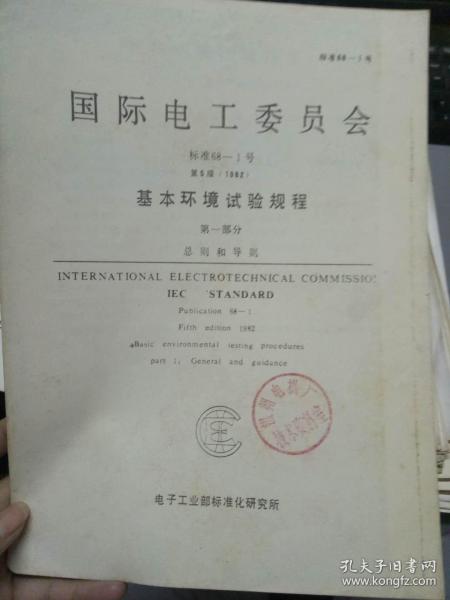 标准68－1号
国际电工委员会
标准68－1号
第5版（1982）
基本环境试验规程
第一部分
总则和导则
INTERNATIONAL ELECTROTECHNICAL COMMISSIO
IEC STANDARD
Publication 68－1
Fifth edition 1982
Basic environmental testing procedures
part 1: General and guidance
电子工业部标准化研究所
孔夫子旧书网
www.kongfz.com